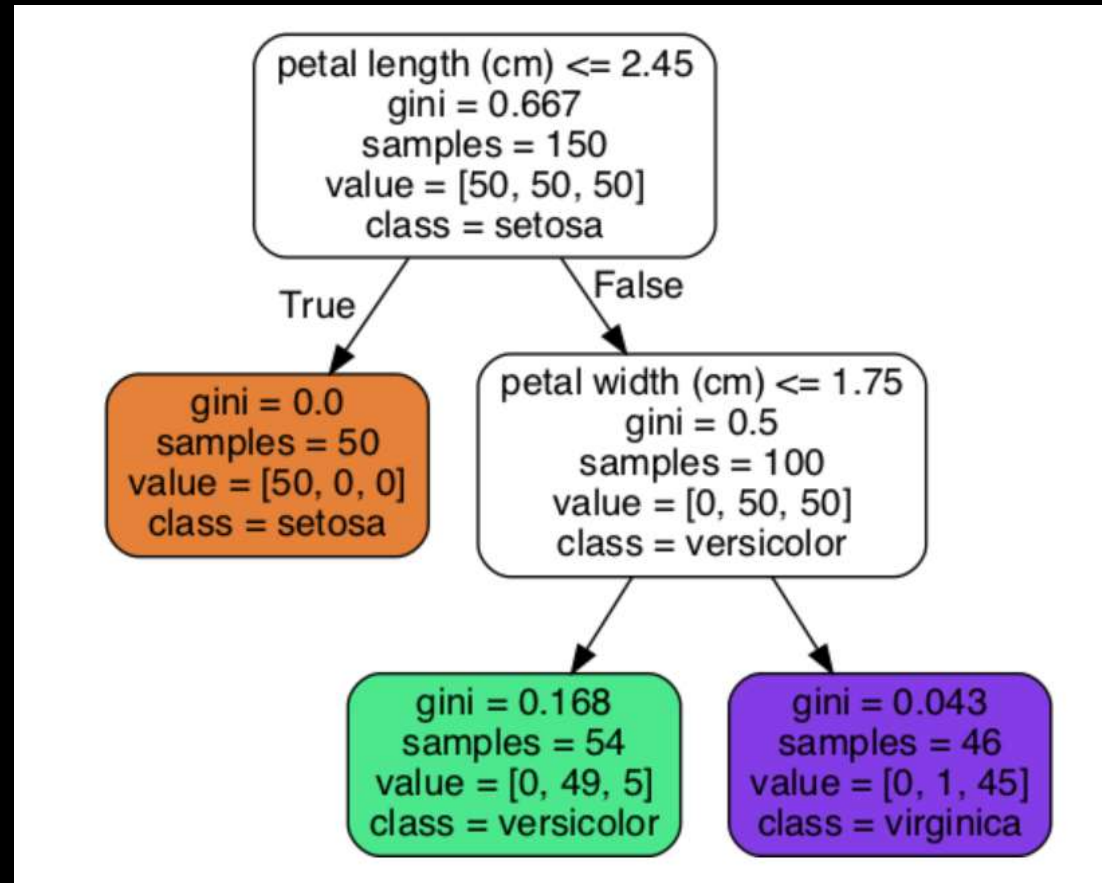 petal length (cm) <= 2.45
gini = 0.667
samples = 150
value = [50, 50, 50]
class = setosa
True
False
gini = 0.0
samples = 50
value = [50, 0, 0]
class = setosa
petal width (cm) <= 1.75
gini = 0.5
samples = 100
value = [0, 50, 50]
class = versicolor
gini = 0.168
samples = 54
value = [0, 49, 5]
class = versicolor
gini = 0.043
samples = 46
value = [0, 1, 45]
class = virginica